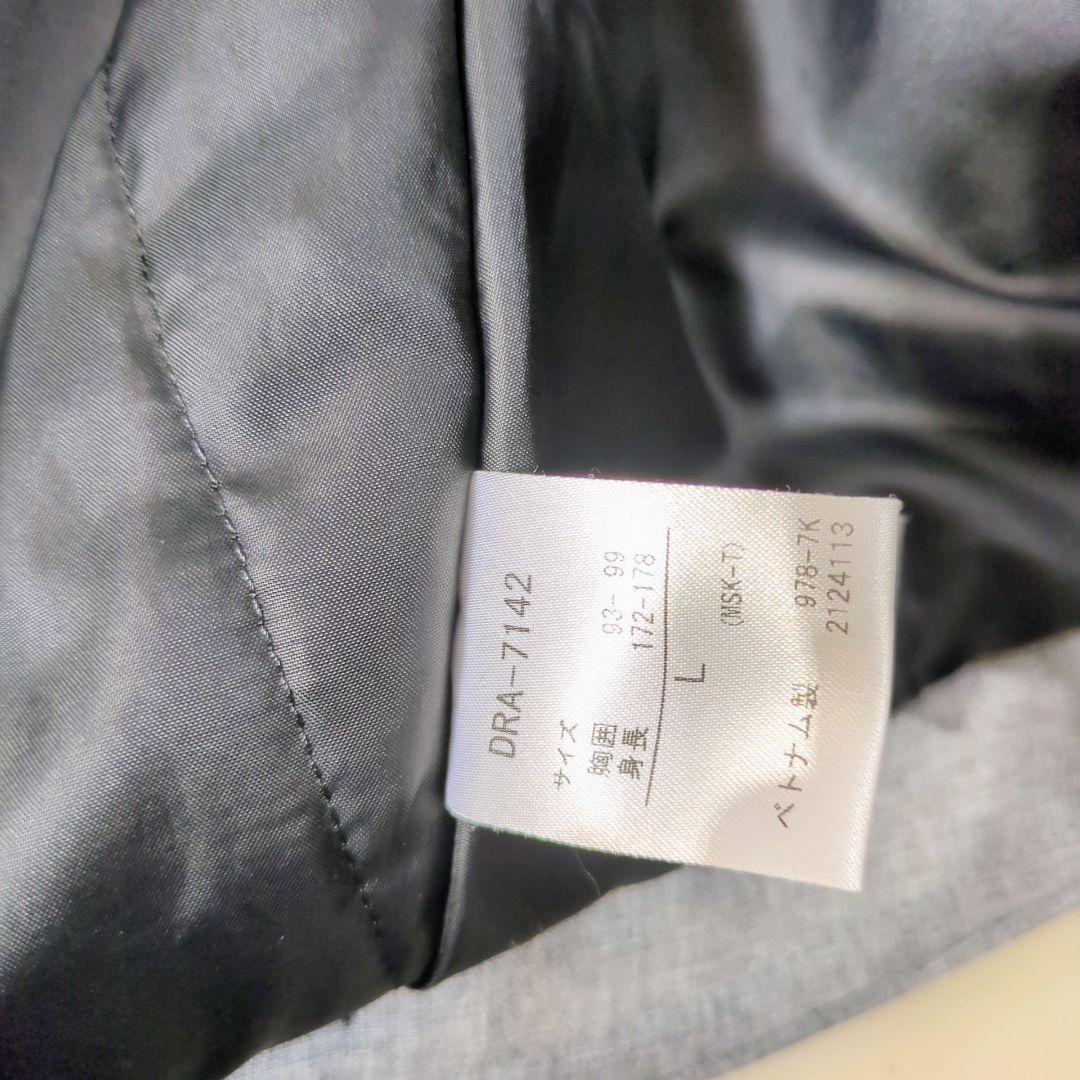 DRA-7142
サイズ
胸囲 93- 99
身長 172-178
L
(MSK-T)
ベトナム製 978-7K
2124113